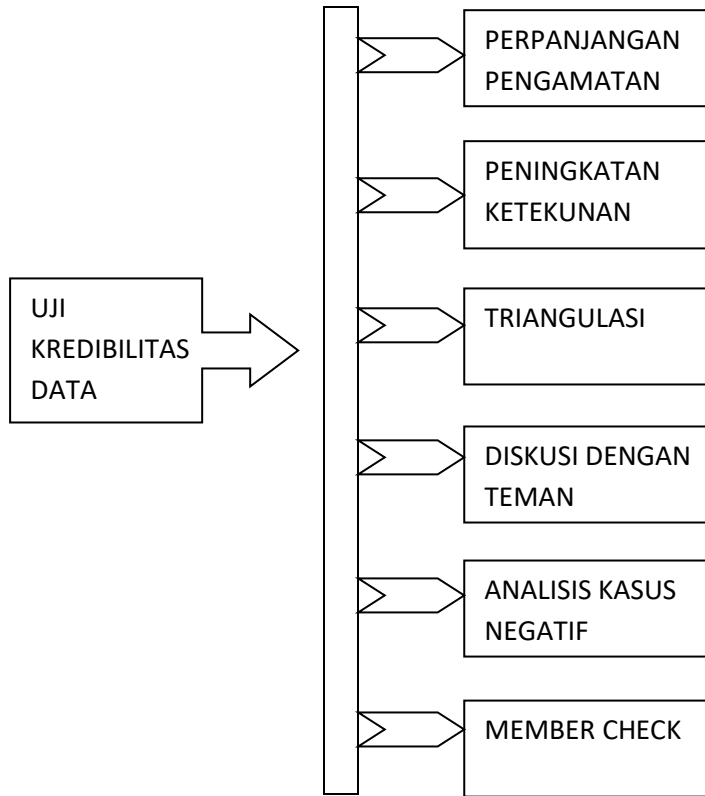 UJI
KREDIBILITAS
DATA
PERPANJANGAN
PENGAMATAN
PENINGKATAN
KETEKUNAN
TRIANGULASI
DISKUSI DENGAN
TEMAN
ANALISIS KASUS
NEGATIF
MEMBER CHECK